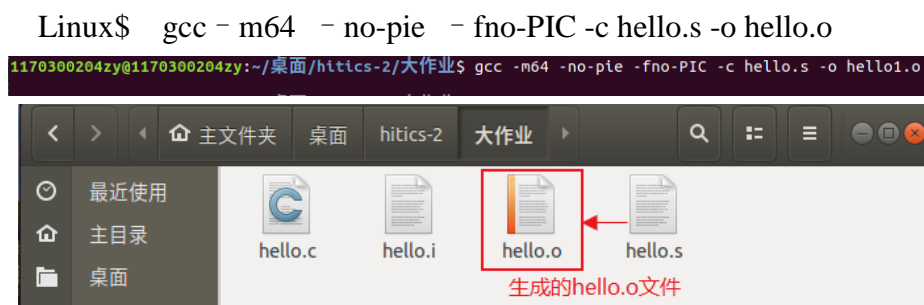 Linux$ gcc –m64 –no-pie –fno-PIC -c hello.s -o hello.o
1170300204zy@1170300204zy:~/桌面/hitics-2/大作业$ gcc -m64 -no-pie -fno-PIC -c hello.s -o hello1.o
主文件夹 桌面 hitics-2 大作业
最近使用
主目录
桌面
hello.c hello.i hello.o hello.s
生成的hello.o文件